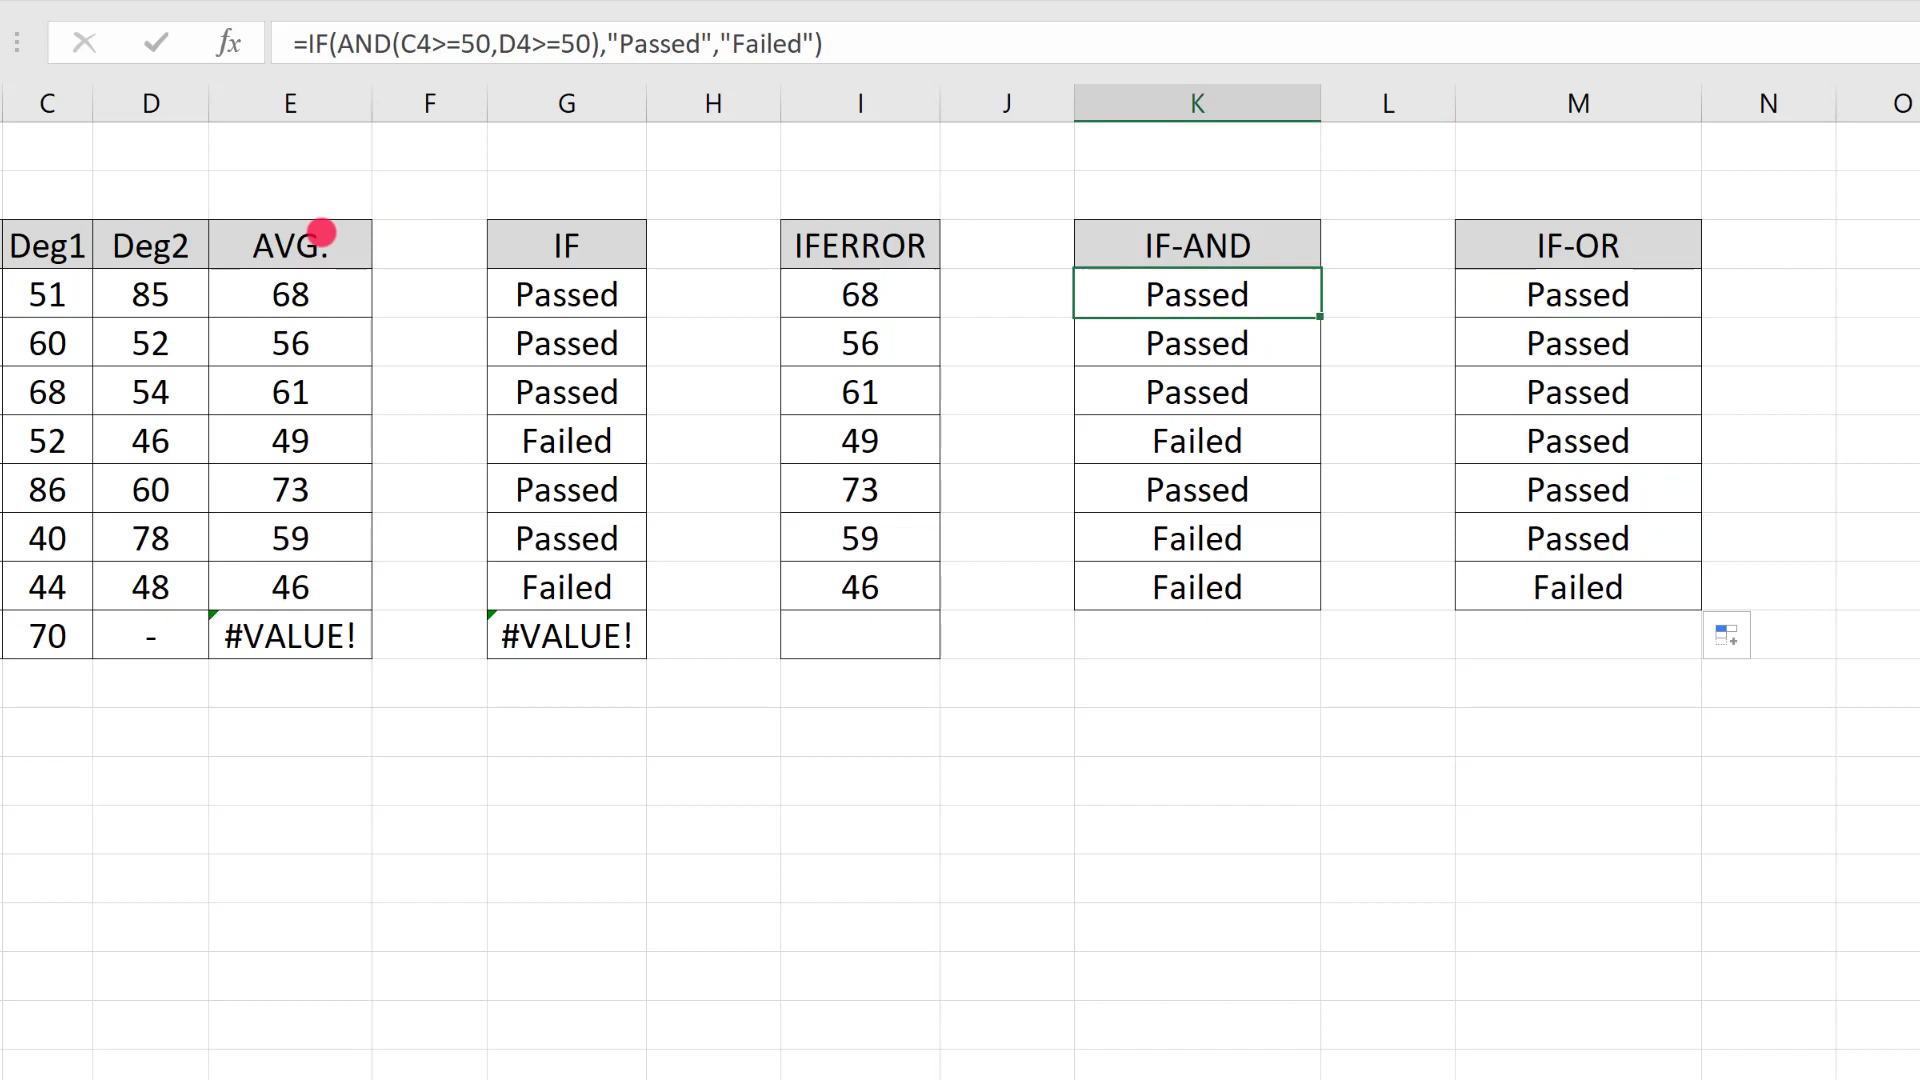 fx =IF(AND(C4>=50,D4>=50),"Passed","Failed")
C D E F G H I J K L M N O
Deg1 Deg2 AVG. IF IFERROR IF-AND IF-OR
51 85 68 Passed 68 Passed Passed
60 52 56 Passed 56 Passed Passed
68 54 61 Passed 61 Passed Passed
52 46 49 Failed 49 Failed Passed
86 60 73 Passed 73 Passed Passed
40 78 59 Passed 59 Failed Passed
44 48 46 Failed 46 Failed Failed
70 - #VALUE! #VALUE!